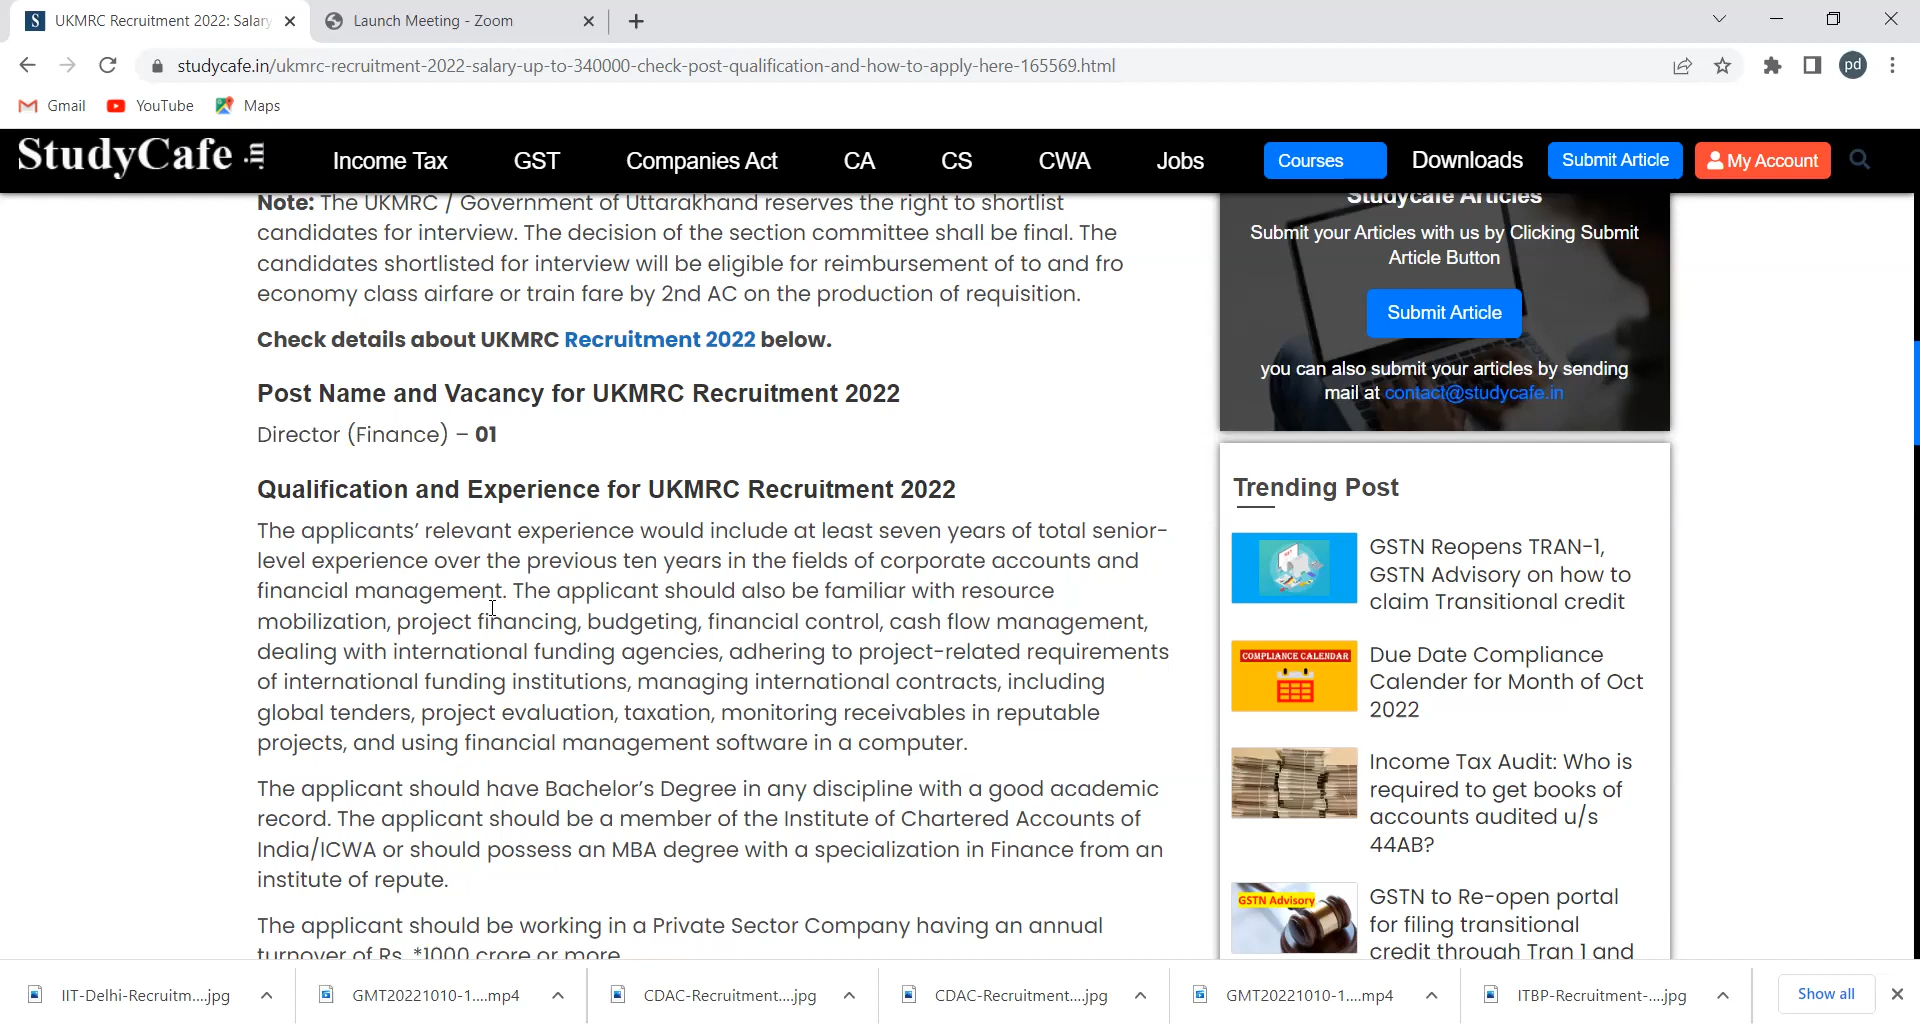 UKMRC Recruitment 2022: Salary
Launch Meeting - Zoom
studycafe.in/ukmrc-recruitment-2022-salary-up-to-340000-check-post-qualification-and-how-to-apply-here-165569.html
pd
Gmail
YouTube
Maps
StudyCafe .in
Income Tax
GST
Companies Act
CA
CS
CWA
Jobs
Courses
Downloads
Submit Article
My Account
Note: The UKMRC / Government of Uttarakhand reserves the right to shortlist
candidates for interview. The decision of the section committee shall be final. The
candidates shortlisted for interview will be eligible for reimbursement of to and fro
economy class airfare or train fare by 2nd AC on the production of requisition.
Check details about UKMRC Recruitment 2022 below.
Post Name and Vacancy for UKMRC Recruitment 2022
Director (Finance) – 01
Qualification and Experience for UKMRC Recruitment 2022
The applicants’ relevant experience would include at least seven years of total senior-
level experience over the previous ten years in the fields of corporate accounts and
financial management. The applicant should also be familiar with resource
mobilization, project financing, budgeting, financial control, cash flow management,
dealing with international funding agencies, adhering to project-related requirements
of international funding institutions, managing international contracts, including
global tenders, project evaluation, taxation, monitoring receivables in reputable
projects, and using financial management software in a computer.
The applicant should have Bachelor’s Degree in any discipline with a good academic
record. The applicant should be a member of the Institute of Chartered Accounts of
India/ICWA or should possess an MBA degree with a specialization in Finance from an
institute of repute.
The applicant should be working in a Private Sector Company having an annual
turnover of Rs. *1000 crore or more
Studycafe Articles
Submit your Articles with us by Clicking Submit
Article Button
Submit Article
you can also submit your articles by sending
mail at contact@studycafe.in
Trending Post
GSTN Reopens TRAN-1,
GSTN Advisory on how to
claim Transitional credit
COMPLIANCE CALENDAR
Due Date Compliance
Calender for Month of Oct
2022
Income Tax Audit: Who is
required to get books of
accounts audited u/s
44AB?
GSTN Advisory
GSTN to Re-open portal
for filing transitional
credit through Tran 1 and
IIT-Delhi-Recruitm....jpg
GMT20221010-1....mp4
CDAC-Recruitment....jpg
CDAC-Recruitment....jpg
GMT20221010-1....mp4
ITBP-Recruitment-....jpg
Show all